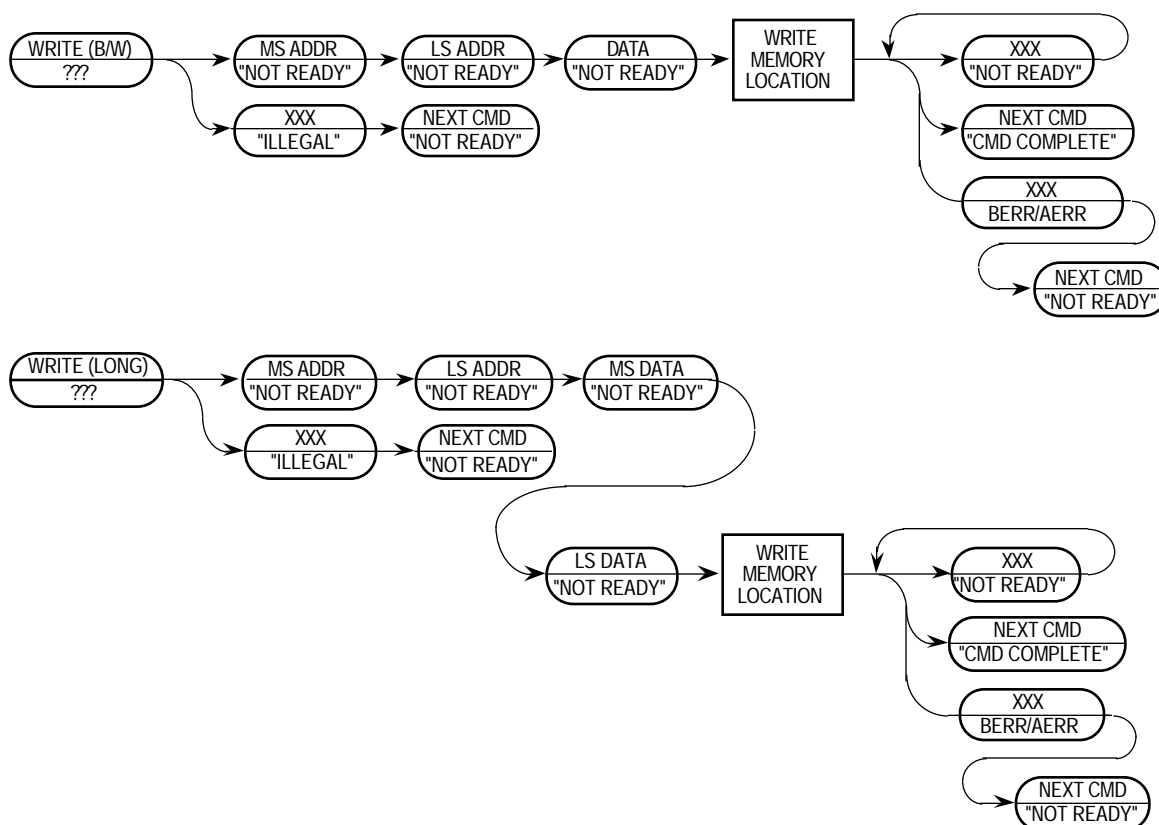 WRITE (B/W)
???
MS ADDR
"NOT READY"
LS ADDR
"NOT READY"
DATA
"NOT READY"
WRITE
MEMORY
LOCATION
XXX
"NOT READY"
XXX
"ILLEGAL"
NEXT CMD
"NOT READY"
NEXT CMD
"CMD COMPLETE"
XXX
BERR/AERR
NEXT CMD
"NOT READY"
WRITE (LONG)
???
MS ADDR
"NOT READY"
LS ADDR
"NOT READY"
MS DATA
"NOT READY"
XXX
"ILLEGAL"
NEXT CMD
"NOT READY"
LS DATA
"NOT READY"
WRITE
MEMORY
LOCATION
XXX
"NOT READY"
NEXT CMD
"CMD COMPLETE"
XXX
BERR/AERR
NEXT CMD
"NOT READY"